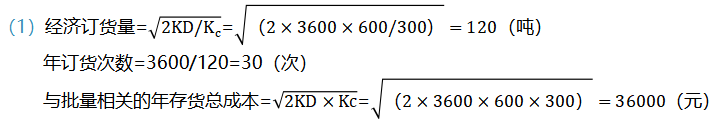 (1) 经济订货量=√2KD/Kc=√（2×3600×600/300）=120（吨）
年订货次数=3600/120=30（次）
与批量相关的年存货总成本=√2KD×Kc=√（2×3600×600×300）=36000（元）